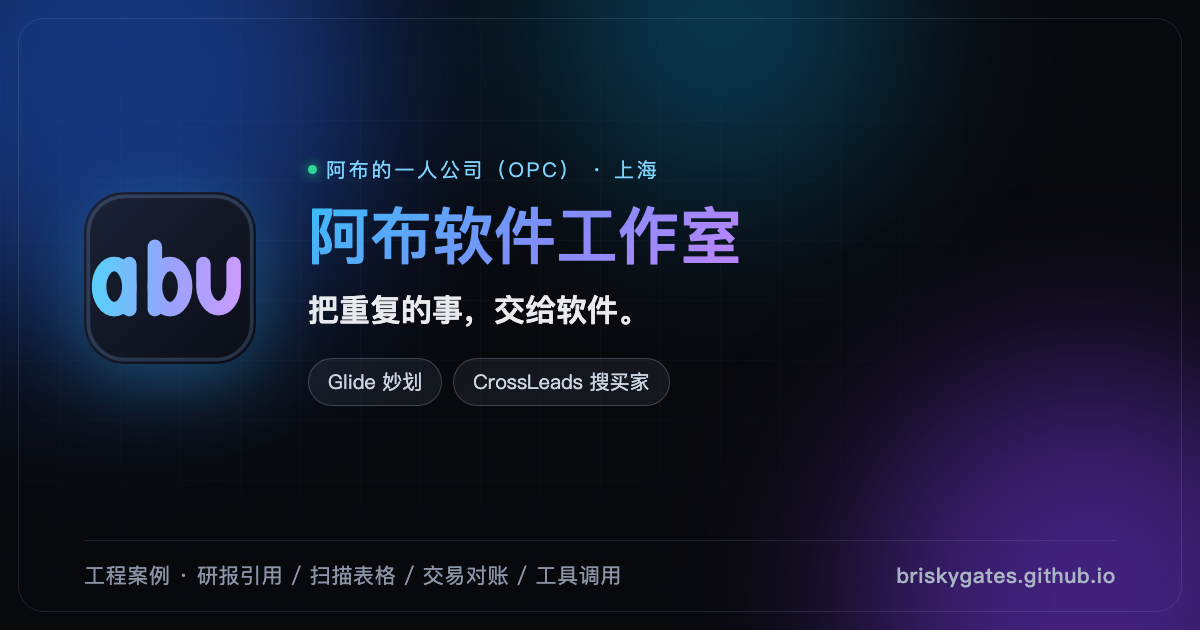 阿布的一人公司（OPC） · 上海
abu
阿布软件工作室
把重复的事，交给软件。
Glide 妙划
CrossLeads 搜买家
工程案例 · 研报引用 / 扫描表格 / 交易对账 / 工具调用
briskygates.github.io